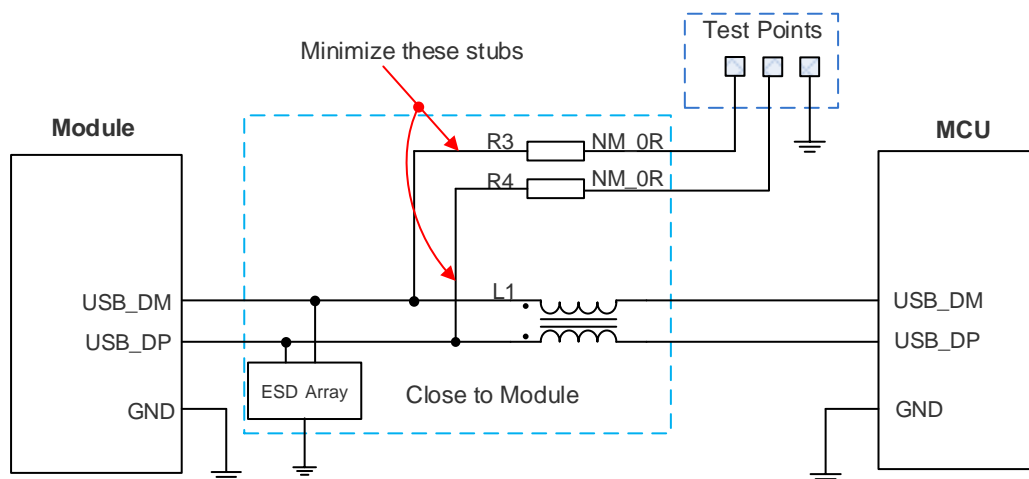 Test Points
Minimize these stubs
Module
MCU
R3
NM_0R
R4
NM_0R
USB_DM
L1
USB_DM
USB_DP
USB_DP
ESD Array
Close to Module
GND
GND